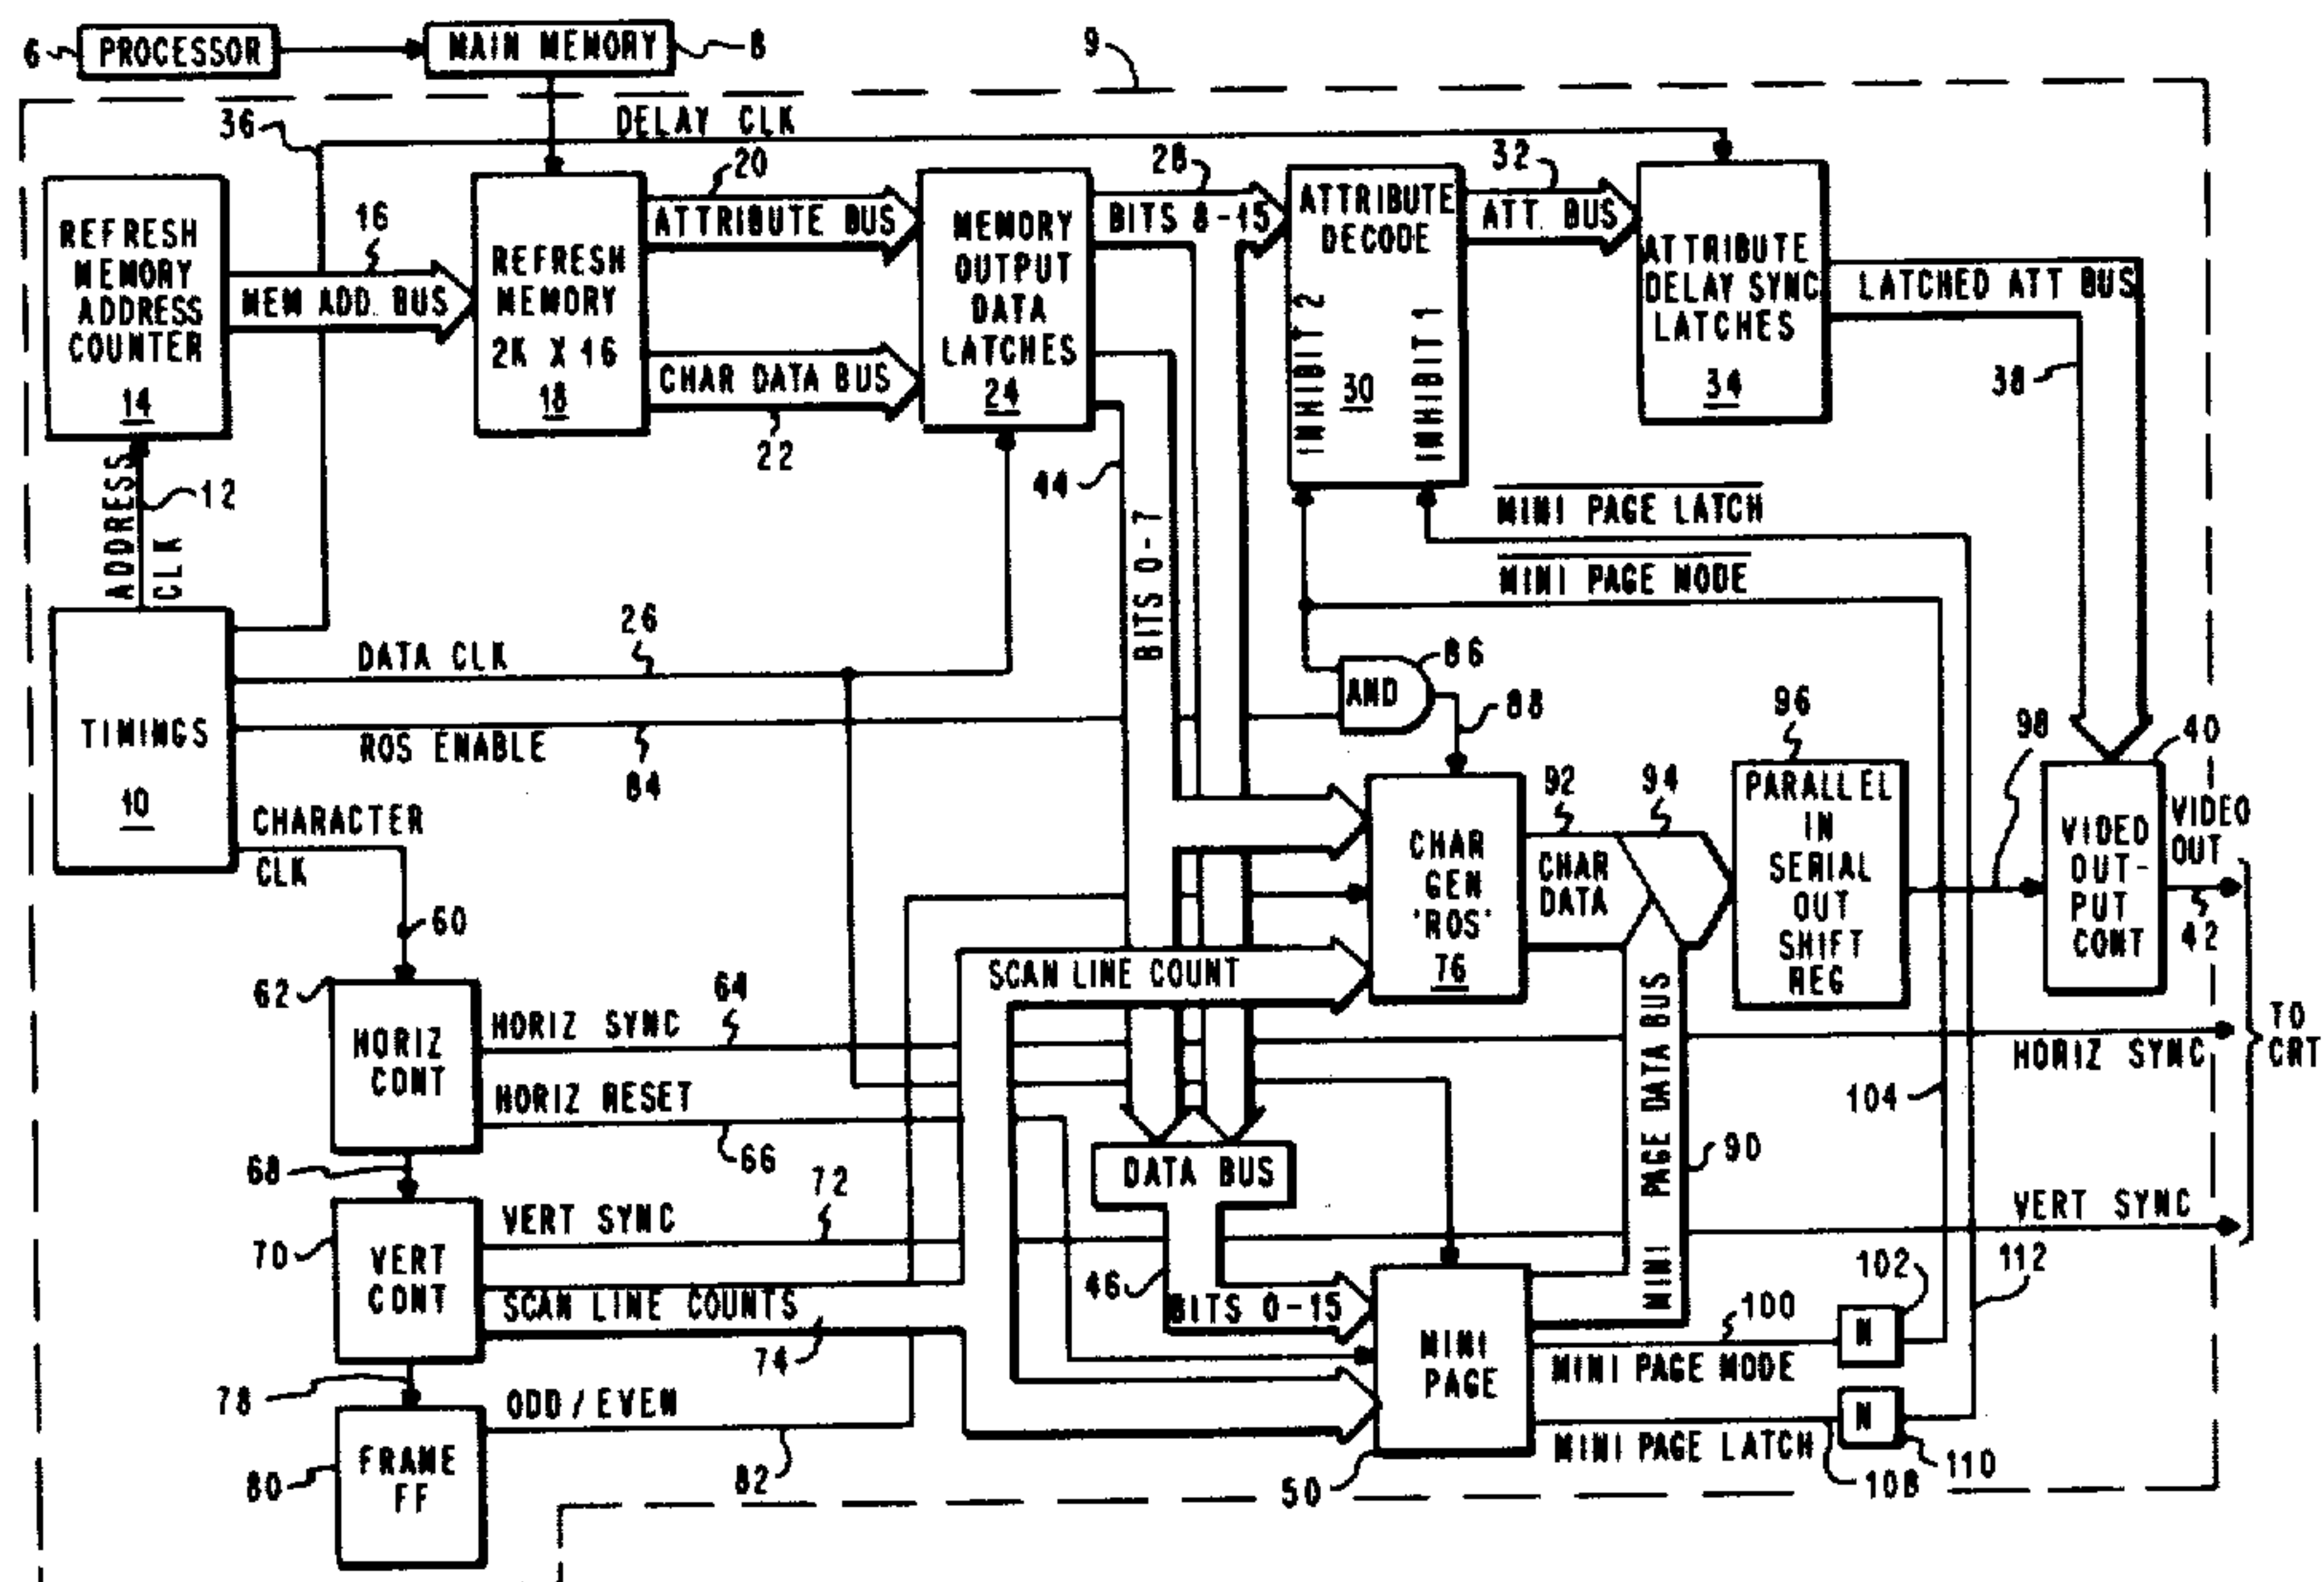 6
PROCESSOR
MAIN MEMORY
8
9
36
DELAY CLK
REFRESH
MEMORY
ADDRESS
COUNTER
14
16
MEM ADD. BUS
REFRESH
MEMORY
2K X 16
18
20
ATTRIBUTE BUS
CHAR DATA BUS
22
MEMORY
OUTPUT
DATA
LATCHES
24
28
BITS 8-15
ATTRIBUTE
DECODE
INHIBIT 2
30
INHIBIT 1
32
ATT. BUS
ATTRIBUTE
DELAY SYNC
LATCHES
34
LATCHED ATT BUS
38
ADDRESS
CLK
12
44
BITS 0-7
MINI PAGE LATCH
MINI PAGE MODE
TIMINGS
10
DATA CLK
26
ROS ENABLE
84
CHARACTER
CLK
60
AND
86
88
CHAR
GEN
'ROS'
76
92
CHAR
DATA
94
96
PARALLEL
IN
SERIAL
OUT
SHIFT
REG
98
40
VIDEO
OUT-
PUT
CONT
VIDEO
OUT
42
62
HORIZ
CONT
HORIZ SYNC
64
HORIZ RESET
66
SCAN LINE COUNT
MINI PAGE DATA BUS
90
104
HORIZ SYNC
TO
CRT
68
70
VERT
CONT
VERT SYNC
72
SCAN LINE COUNTS
74
DATA BUS
46
BITS 0-15
VERT SYNC
112
78
80
FRAME
FF
ODD/EVEN
82
MINI
PAGE
50
100
MINI PAGE MODE
N
102
MINI PAGE LATCH
108
N
110